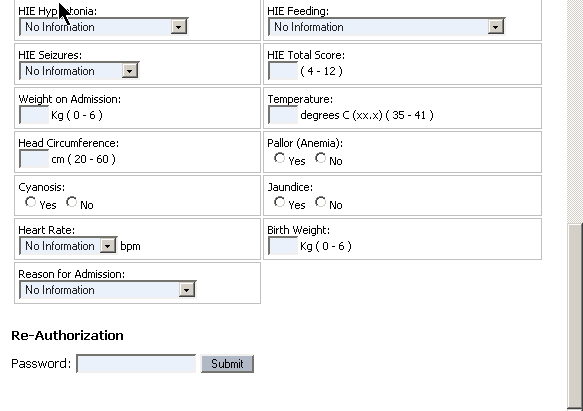 HIE Hypotonia: HIE Feeding:
No Information No Information
HIE Seizures: HIE Total Score:
No Information ( 4 - 12 )
Weight on Admission: Temperature:
Kg ( 0 - 6 ) degrees C (xx.x) ( 35 - 41 )
Head Circumference: Pallor (Anemia):
cm ( 20 - 60 ) Yes No
Cyanosis: Jaundice:
Yes No Yes No
Heart Rate: Birth Weight:
No Information bpm Kg ( 0 - 6 )
Reason for Admission:
No Information
Re-Authorization
Password: Submit